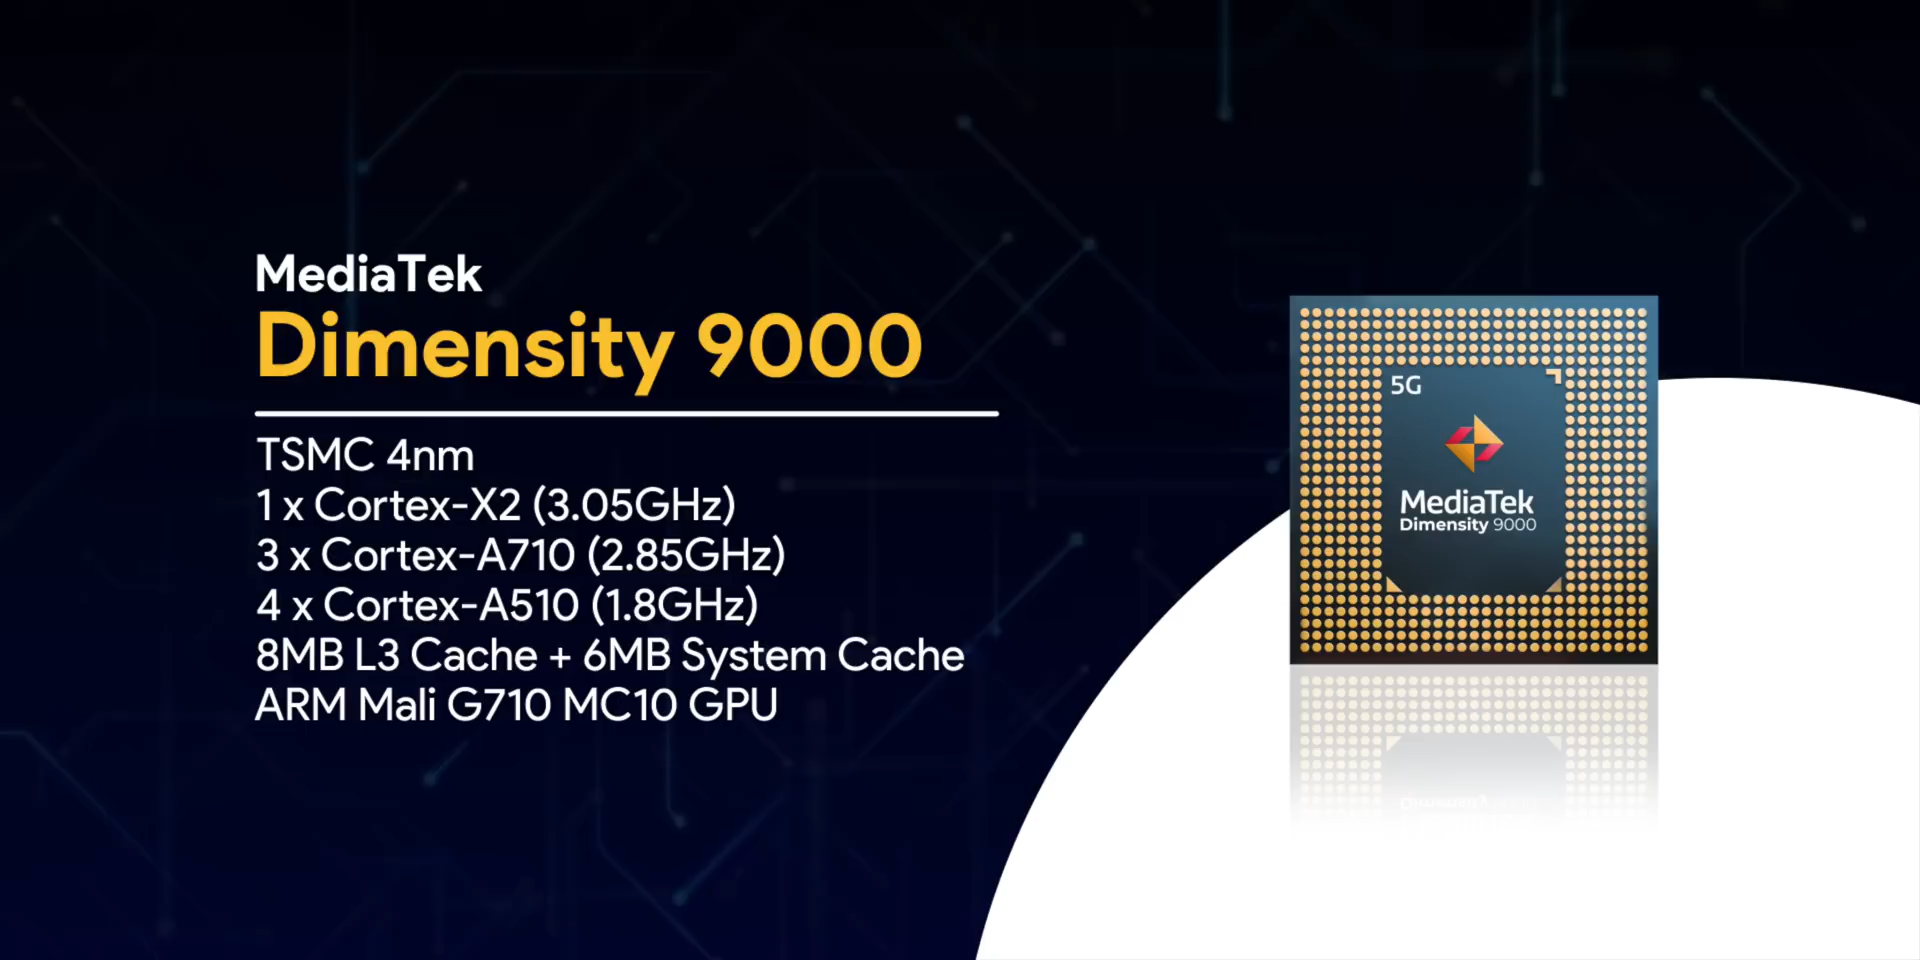 MediaTek
Dimensity 9000
TSMC 4nm
1 x Cortex-X2 (3.05GHz)
3 x Cortex-A710 (2.85GHz)
4 x Cortex-A510 (1.8GHz)
8MB L3 Cache + 6MB System Cache
ARM Mali G710 MC10 GPU
5G
MediaTek
Dimensity 9000